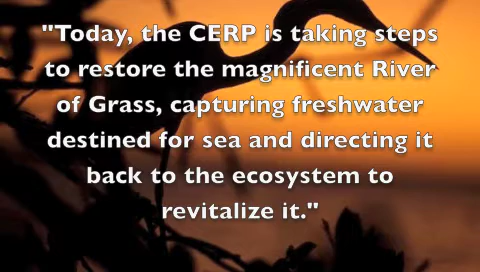 "Today, the CERP is taking steps
to restore the magnificent River
of Grass, capturing freshwater
destined for sea and directing it
back to the ecosystem to
revitalize it."